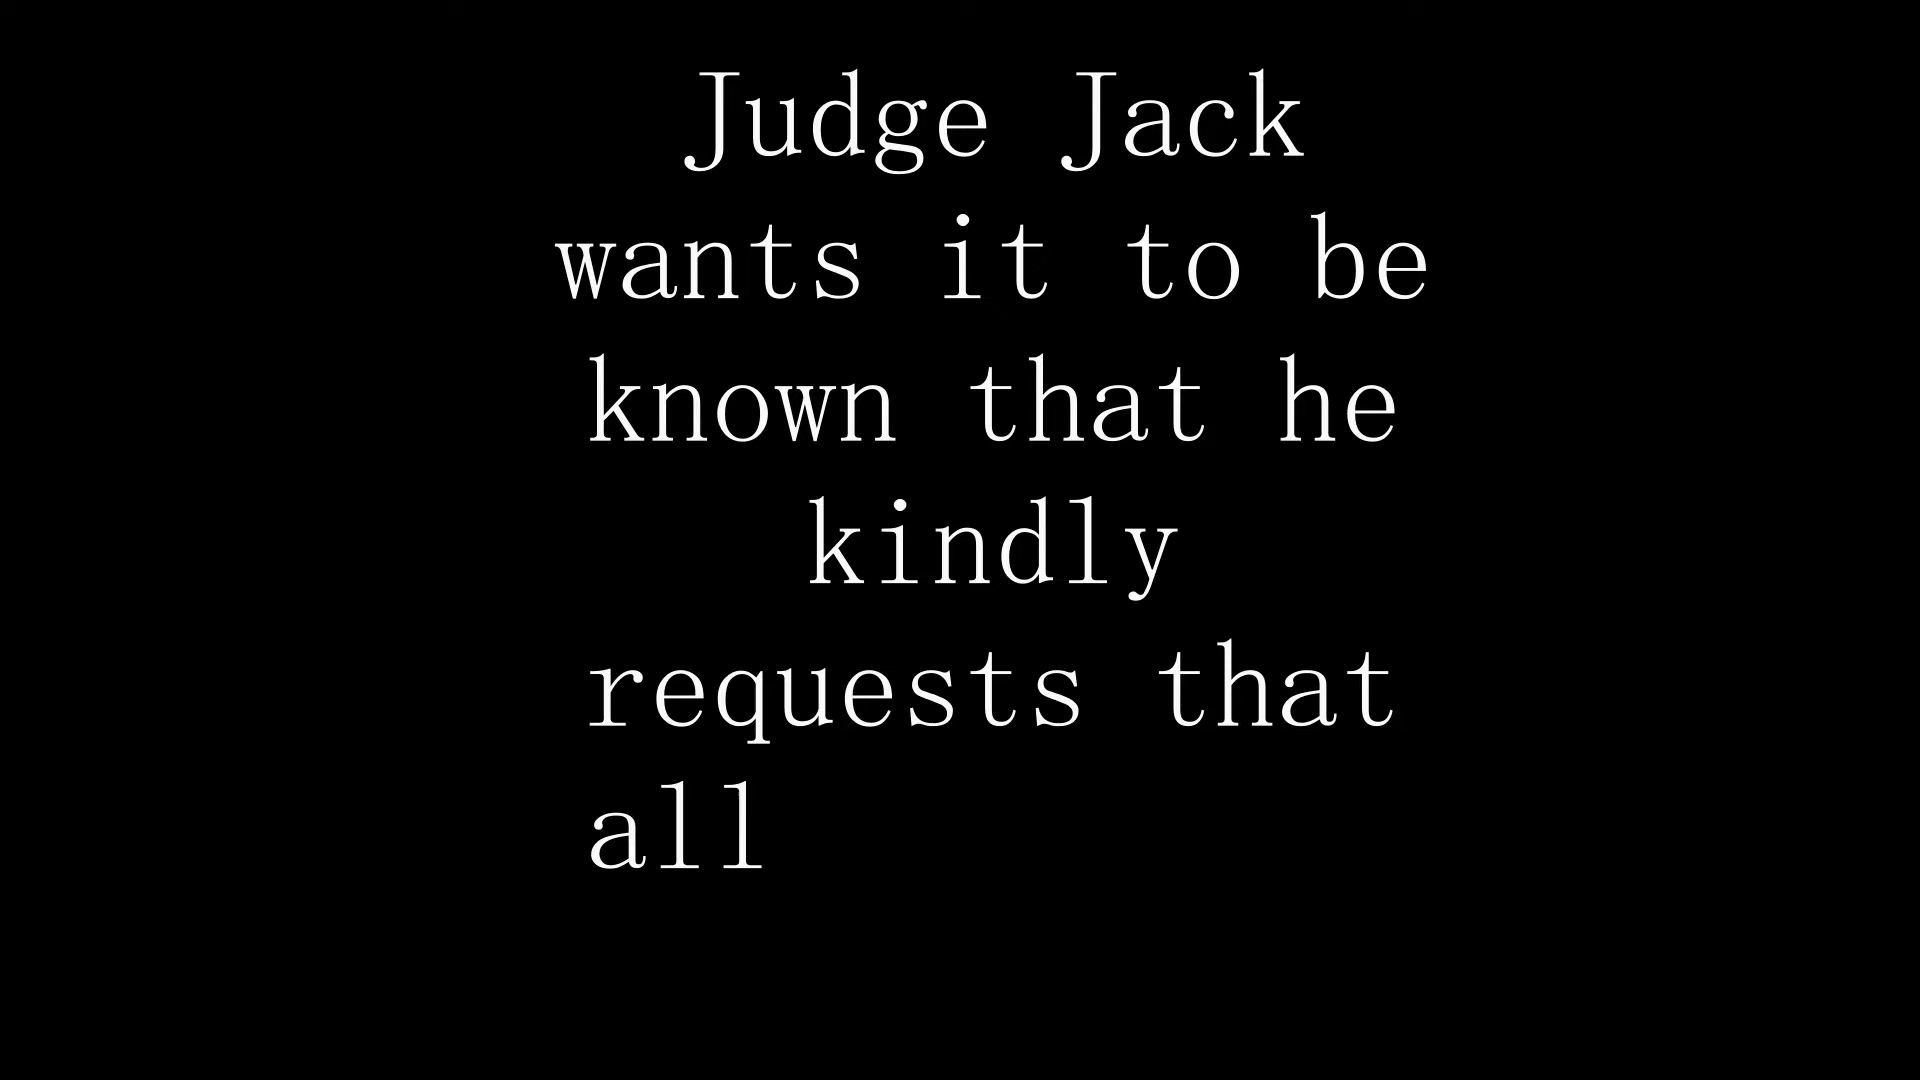 Judge Jack
wants it to be
known that he
kindly
requests that
all